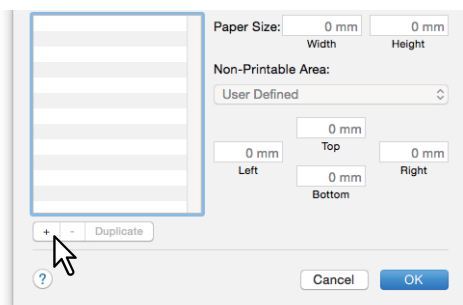 Paper Size: 0 mm 0 mm
Width Height
Non-Printable Area:
User Defined
0 mm
Top
0 mm 0 mm
Left Right
0 mm
Bottom
+ - Duplicate
? Cancel OK